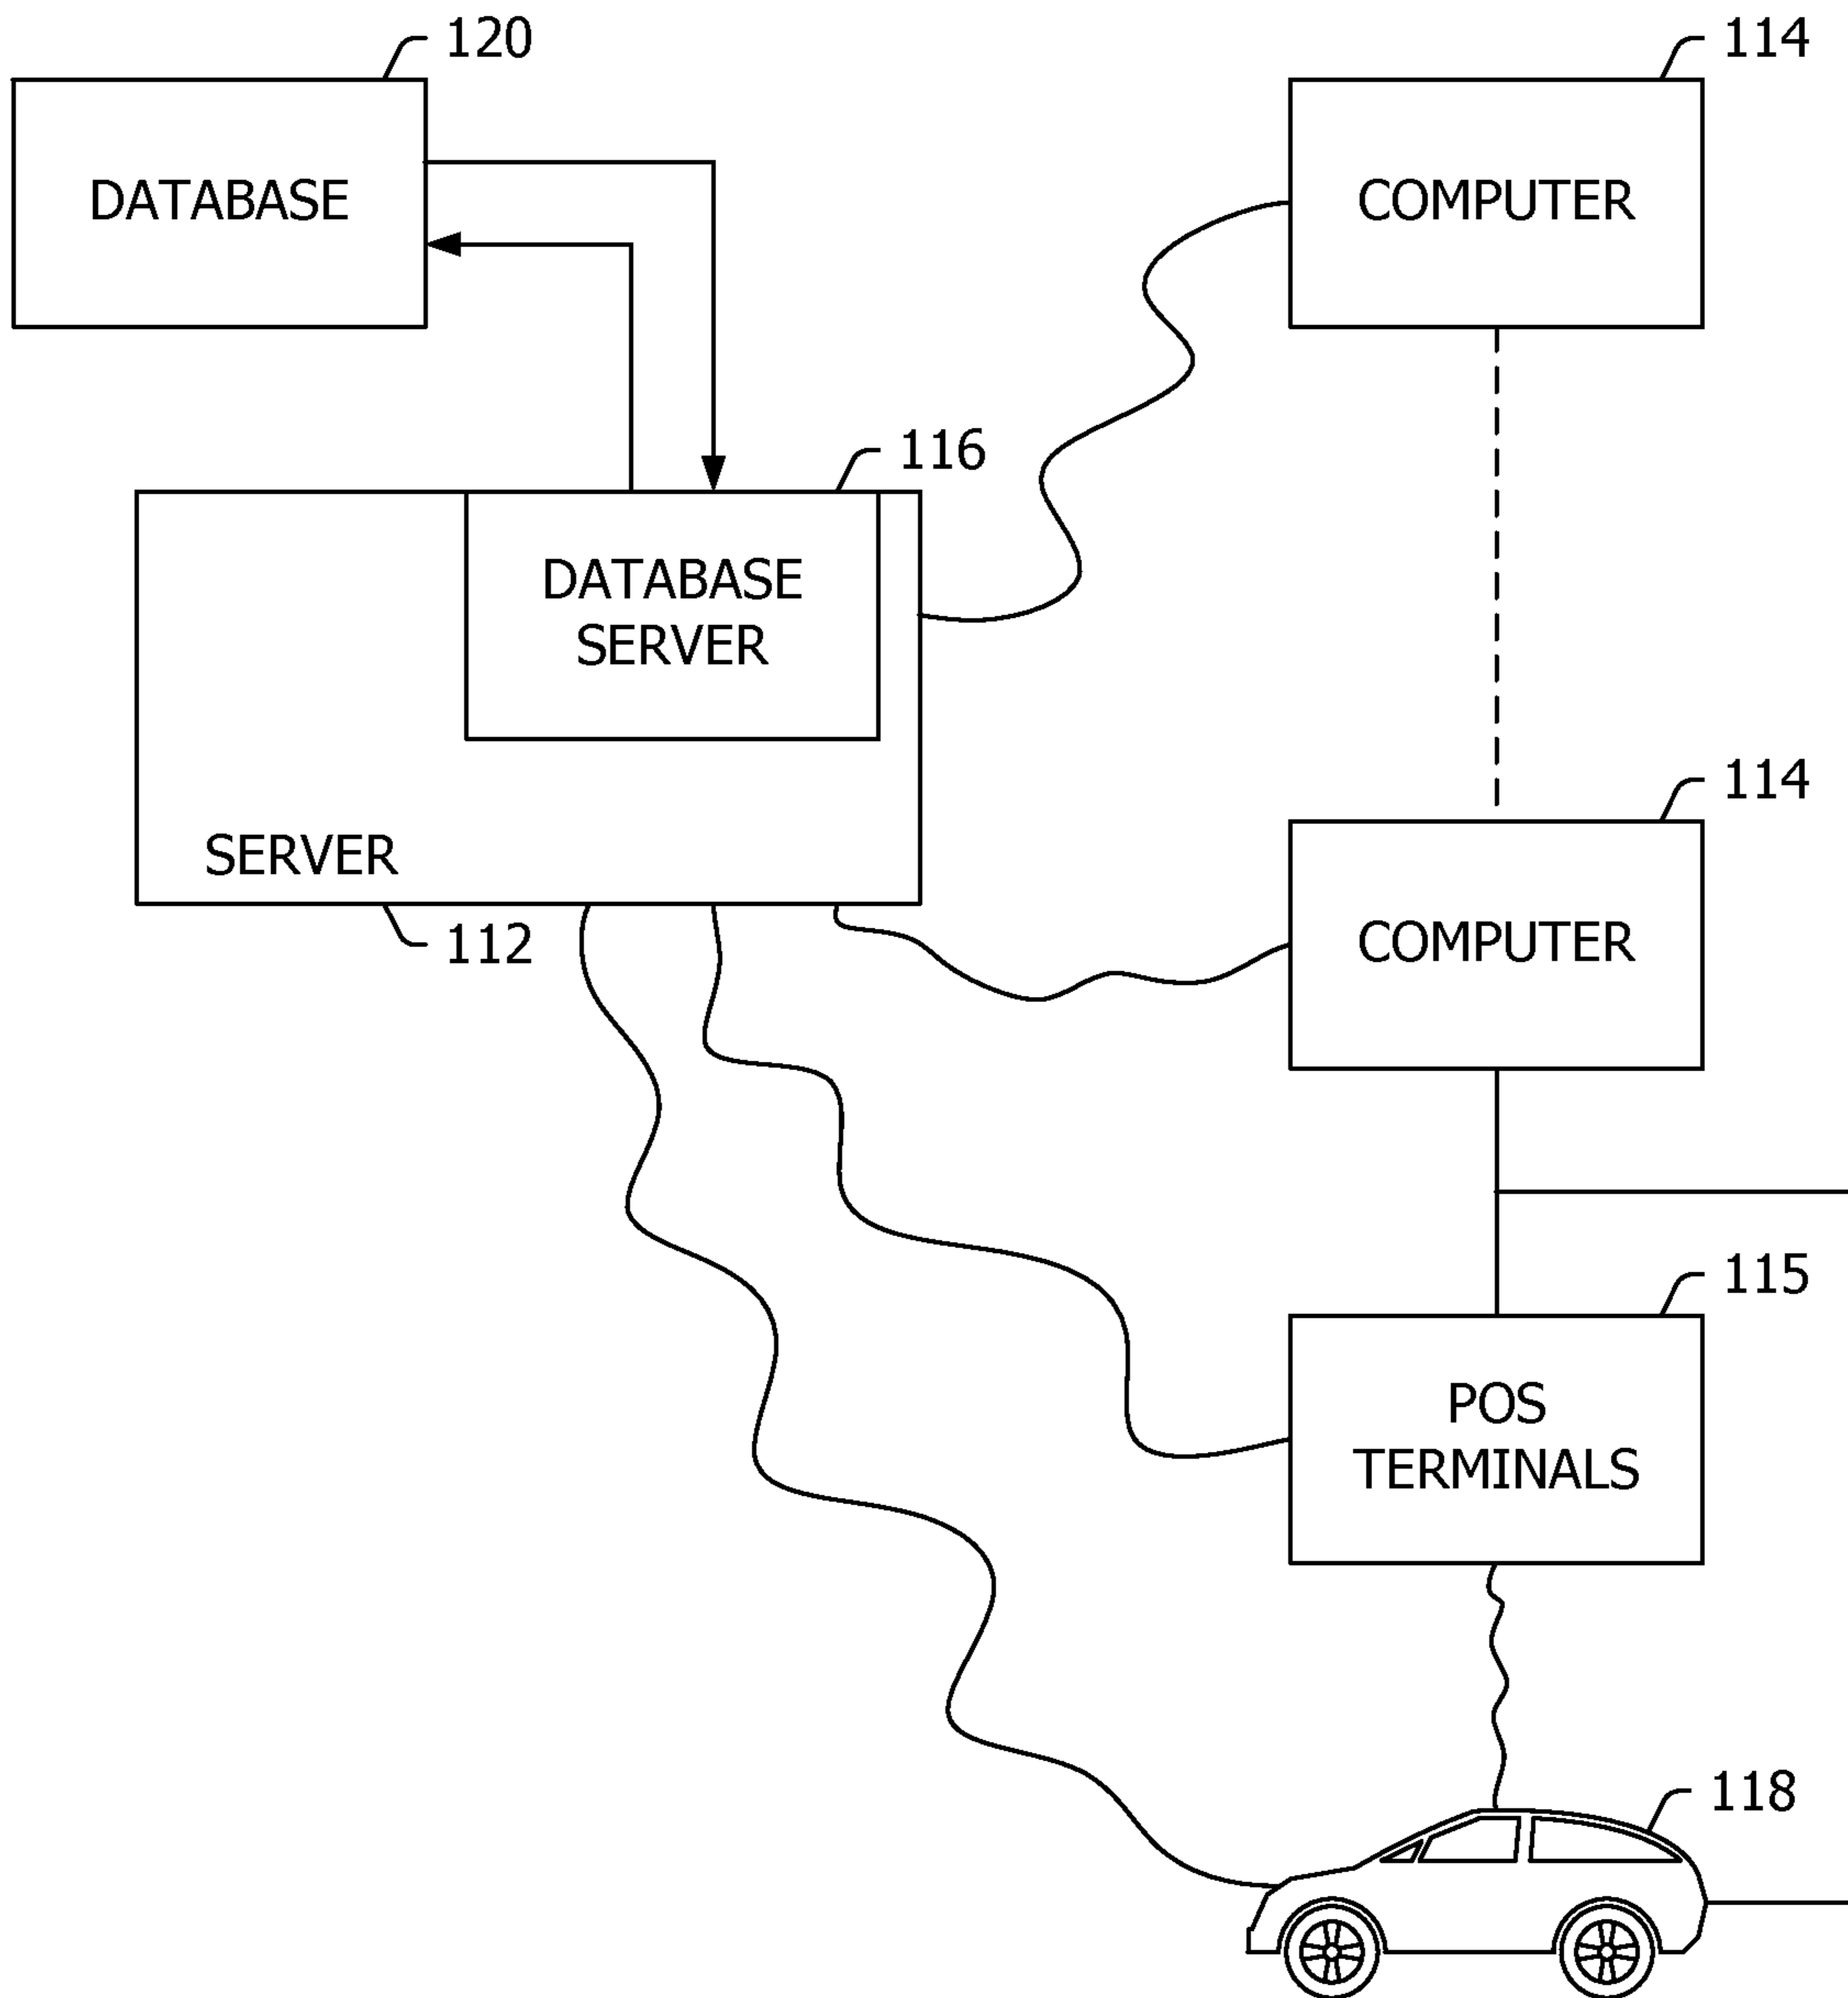 120
114
DATABASE
COMPUTER
116
DATABASE
SERVER
114
SERVER
112
COMPUTER
115
POS
TERMINALS
118